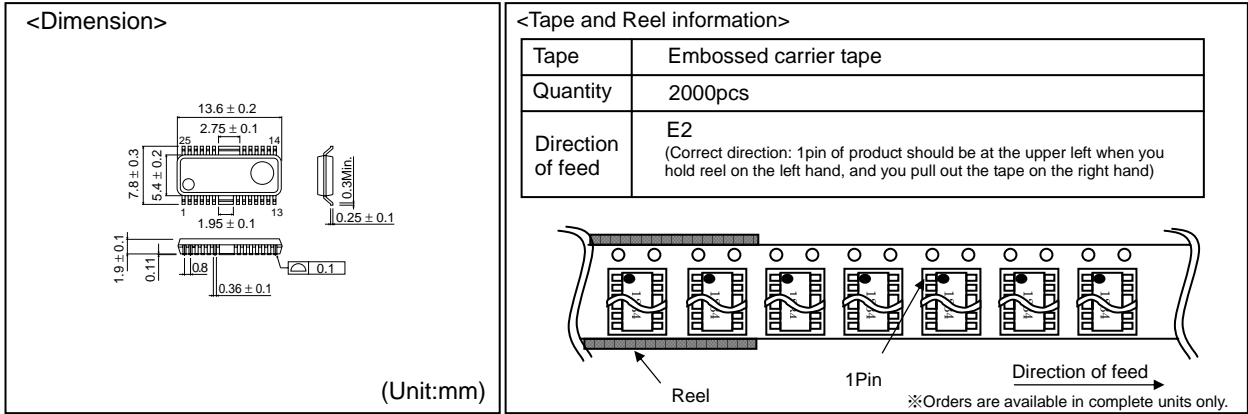 <Dimension>
13.6 ± 0.2
2.75 ± 0.1
25
14
7.8 ± 0.3
5.4 ± 0.2
0.3Min.
1
13
1.95 ± 0.1
0.25 ± 0.1
1.9 ± 0.1
0.11
0.8
0.1
0.36 ± 0.1
(Unit:mm)
<Tape and Reel information>
Tape
Embossed carrier tape
Quantity
2000pcs
Direction
of feed
E2
(Correct direction: 1pin of product should be at the upper left when you
hold reel on the left hand, and you pull out the tape on the right hand)
Reel
1Pin
Direction of feed
※Orders are available in complete units only.